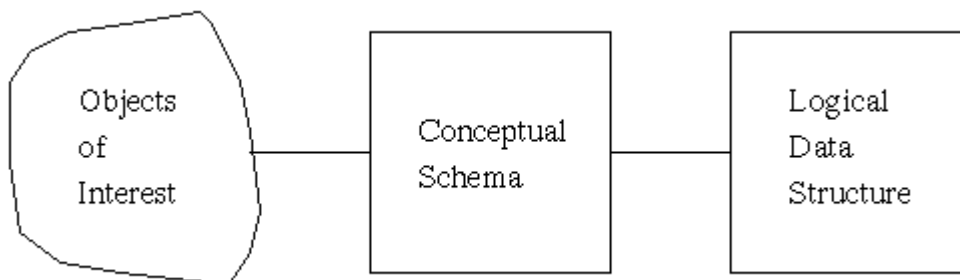 Objects
of
Interest
Conceptual
Schema
Logical
Data
Structure